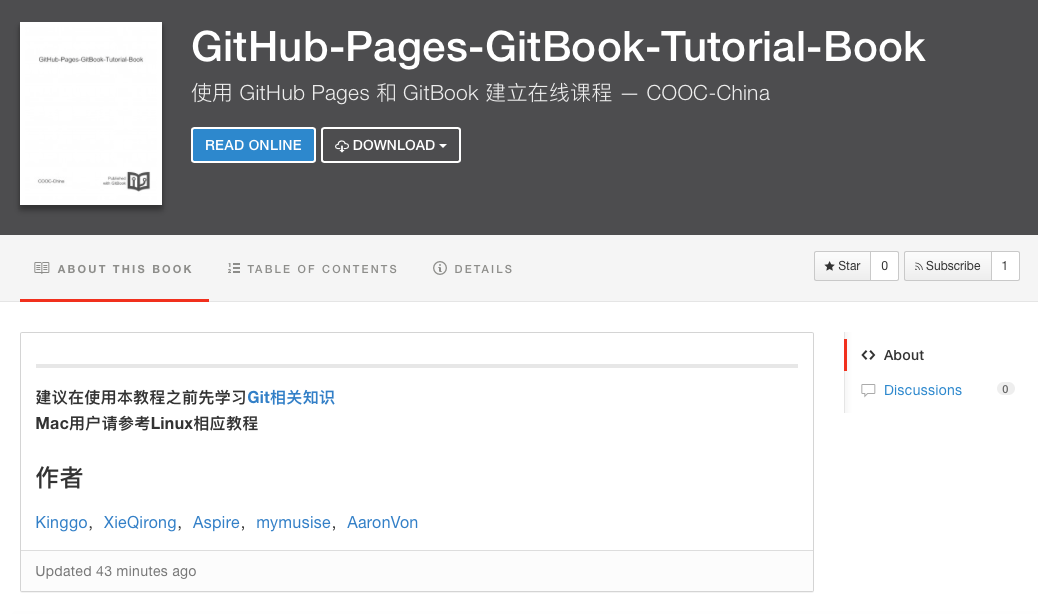 GitHub-Pages-GitBook-Tutorial-Book
COOC-China
Published
with GitBook
GitHub-Pages-GitBook-Tutorial-Book
使用 GitHub Pages 和 GitBook 建立在线课程 — COOC-China
READ ONLINE
DOWNLOAD
ABOUT THIS BOOK
TABLE OF CONTENTS
DETAILS
Star 0
Subscribe 1
建议在使用本教程之前先学习Git相关知识
Mac用户请参考Linux相应教程
作者
Kinggo，XieQirong，Aspire，mymusise，AaronVon
Updated 43 minutes ago
About
Discussions 0